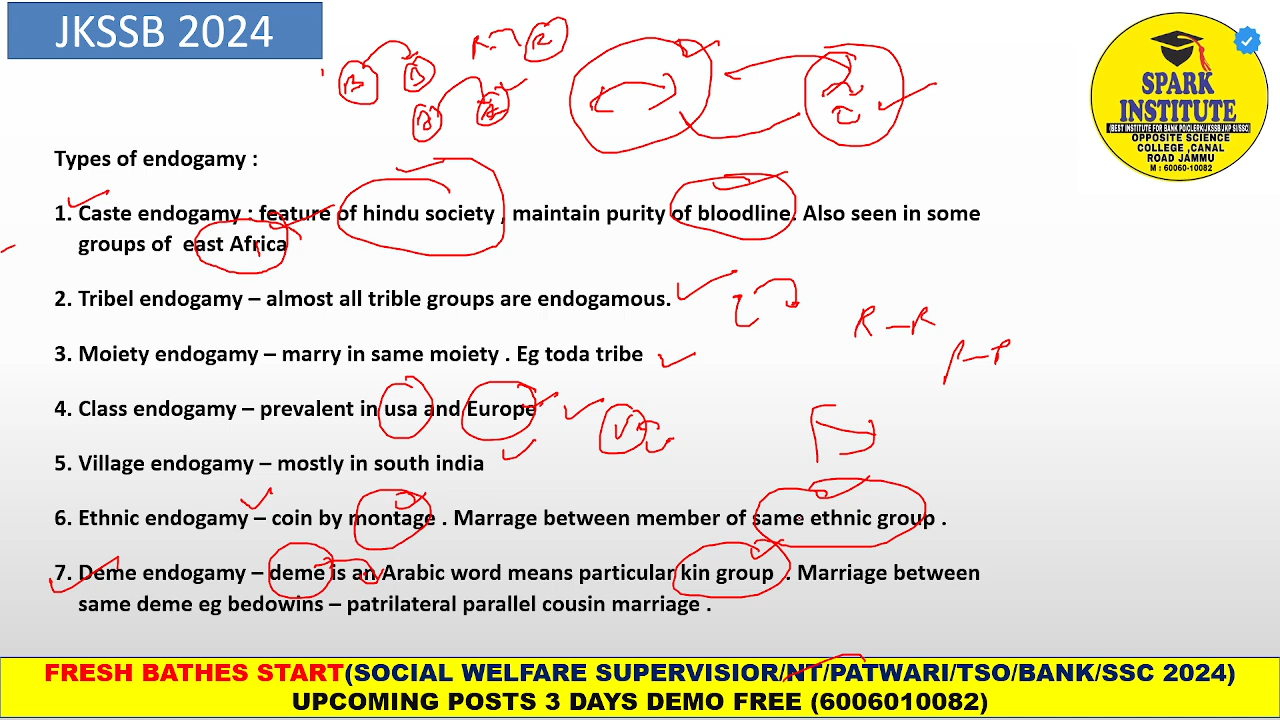 JKSSB 2024
SPARK
INSTITUTE
(BEST INSTITUTE FOR BANK PO/CLERK/JKSSB/JKP SI/SSC)
OPPOSITE SCIENCE
COLLEGE ,CANAL
ROAD JAMMU
M : 60060-10082
Types of endogamy :
1. Caste endogamy : feature of hindu society , maintain purity of bloodline. Also seen in some
groups of east Africa
2. Tribel endogamy – almost all trible groups are endogamous.
3. Moiety endogamy – marry in same moiety . Eg toda tribe
4. Class endogamy – prevalent in usa and Europe
5. Village endogamy – mostly in south india
6. Ethnic endogamy – coin by montage . Marrage between member of same ethnic group .
7. Deme endogamy – deme is an Arabic word means particular kin group . Marriage between
same deme eg bedowins – patrilateral parallel cousin marriage .
R – R
P – P
FRESH BATHES START(SOCIAL WELFARE SUPERVISIOR/NT/PATWARI/TSO/BANK/SSC 2024)
UPCOMING POSTS 3 DAYS DEMO FREE (6006010082)